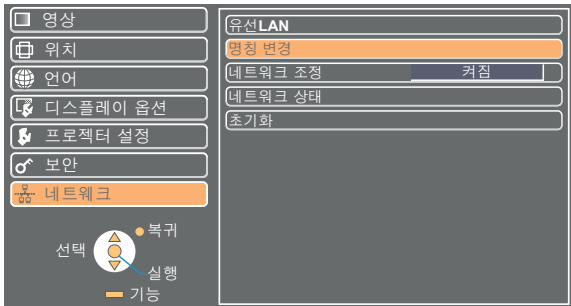 영상
위치
언어
디스플레이 옵션
프로젝터 설정
보안
네트워크
선택
복귀
실행
기능
유선LAN
명칭 변경
네트워크 조정 켜짐
네트워크 상태
초기화